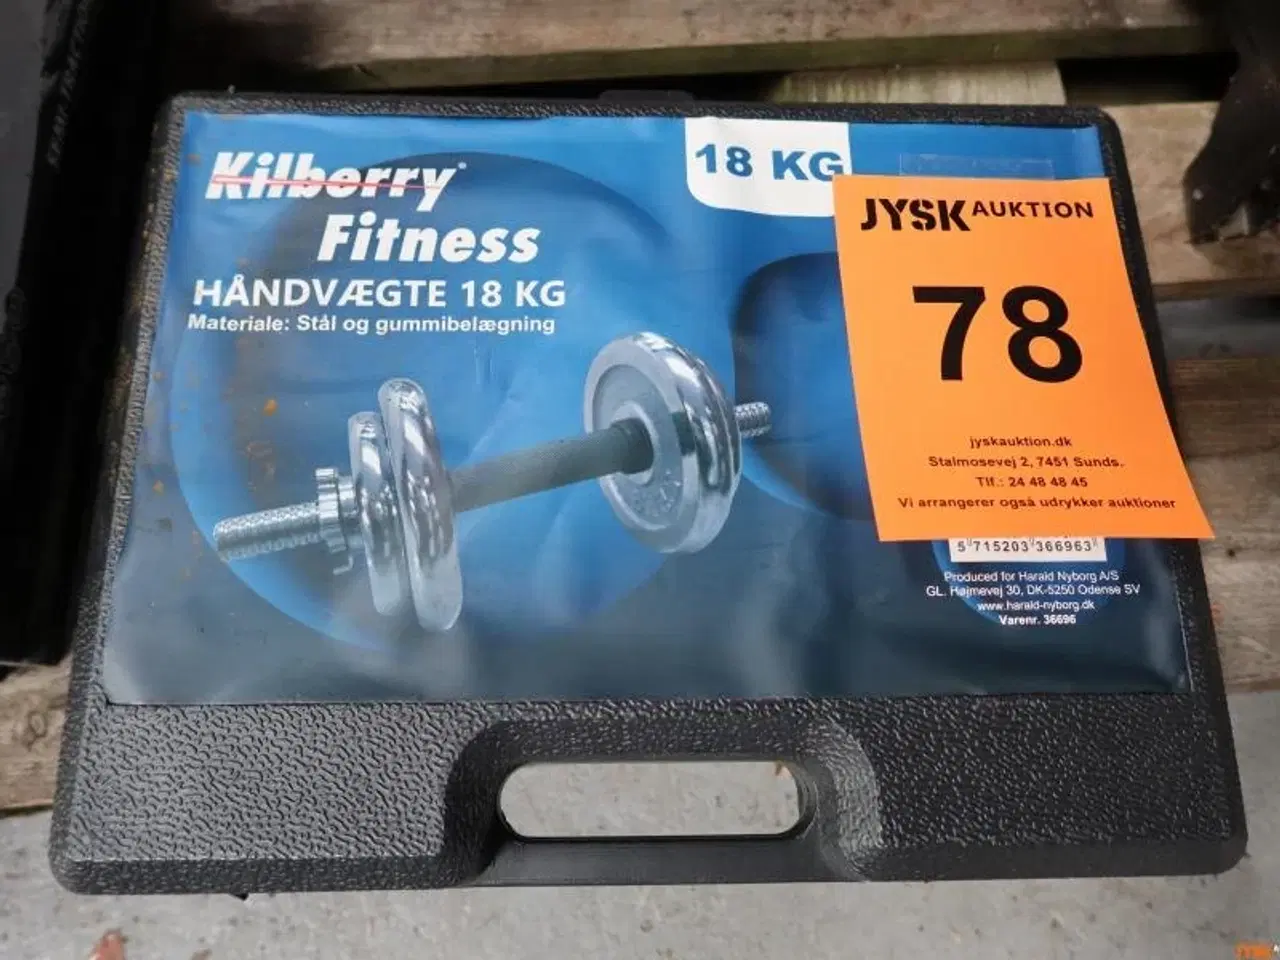 Kilberry®
Fitness
HÅNDVÆGTE 18 KG
Materiale: Stål og gummibelægning
18 KG
JYSK AUKTION
78
jyskauktion.dk
Stalmosevej 2, 7451 Sunds.
Tlf.: 24 48 48 45
Vi arrangerer også udrykker auktioner
5 715203 366963
Produced for Harald Nyborg A/S
GL. Højmevej 30, DK-5250 Odense SV
www.harald-nyborg.dk
Varenr. 36696
JYSK